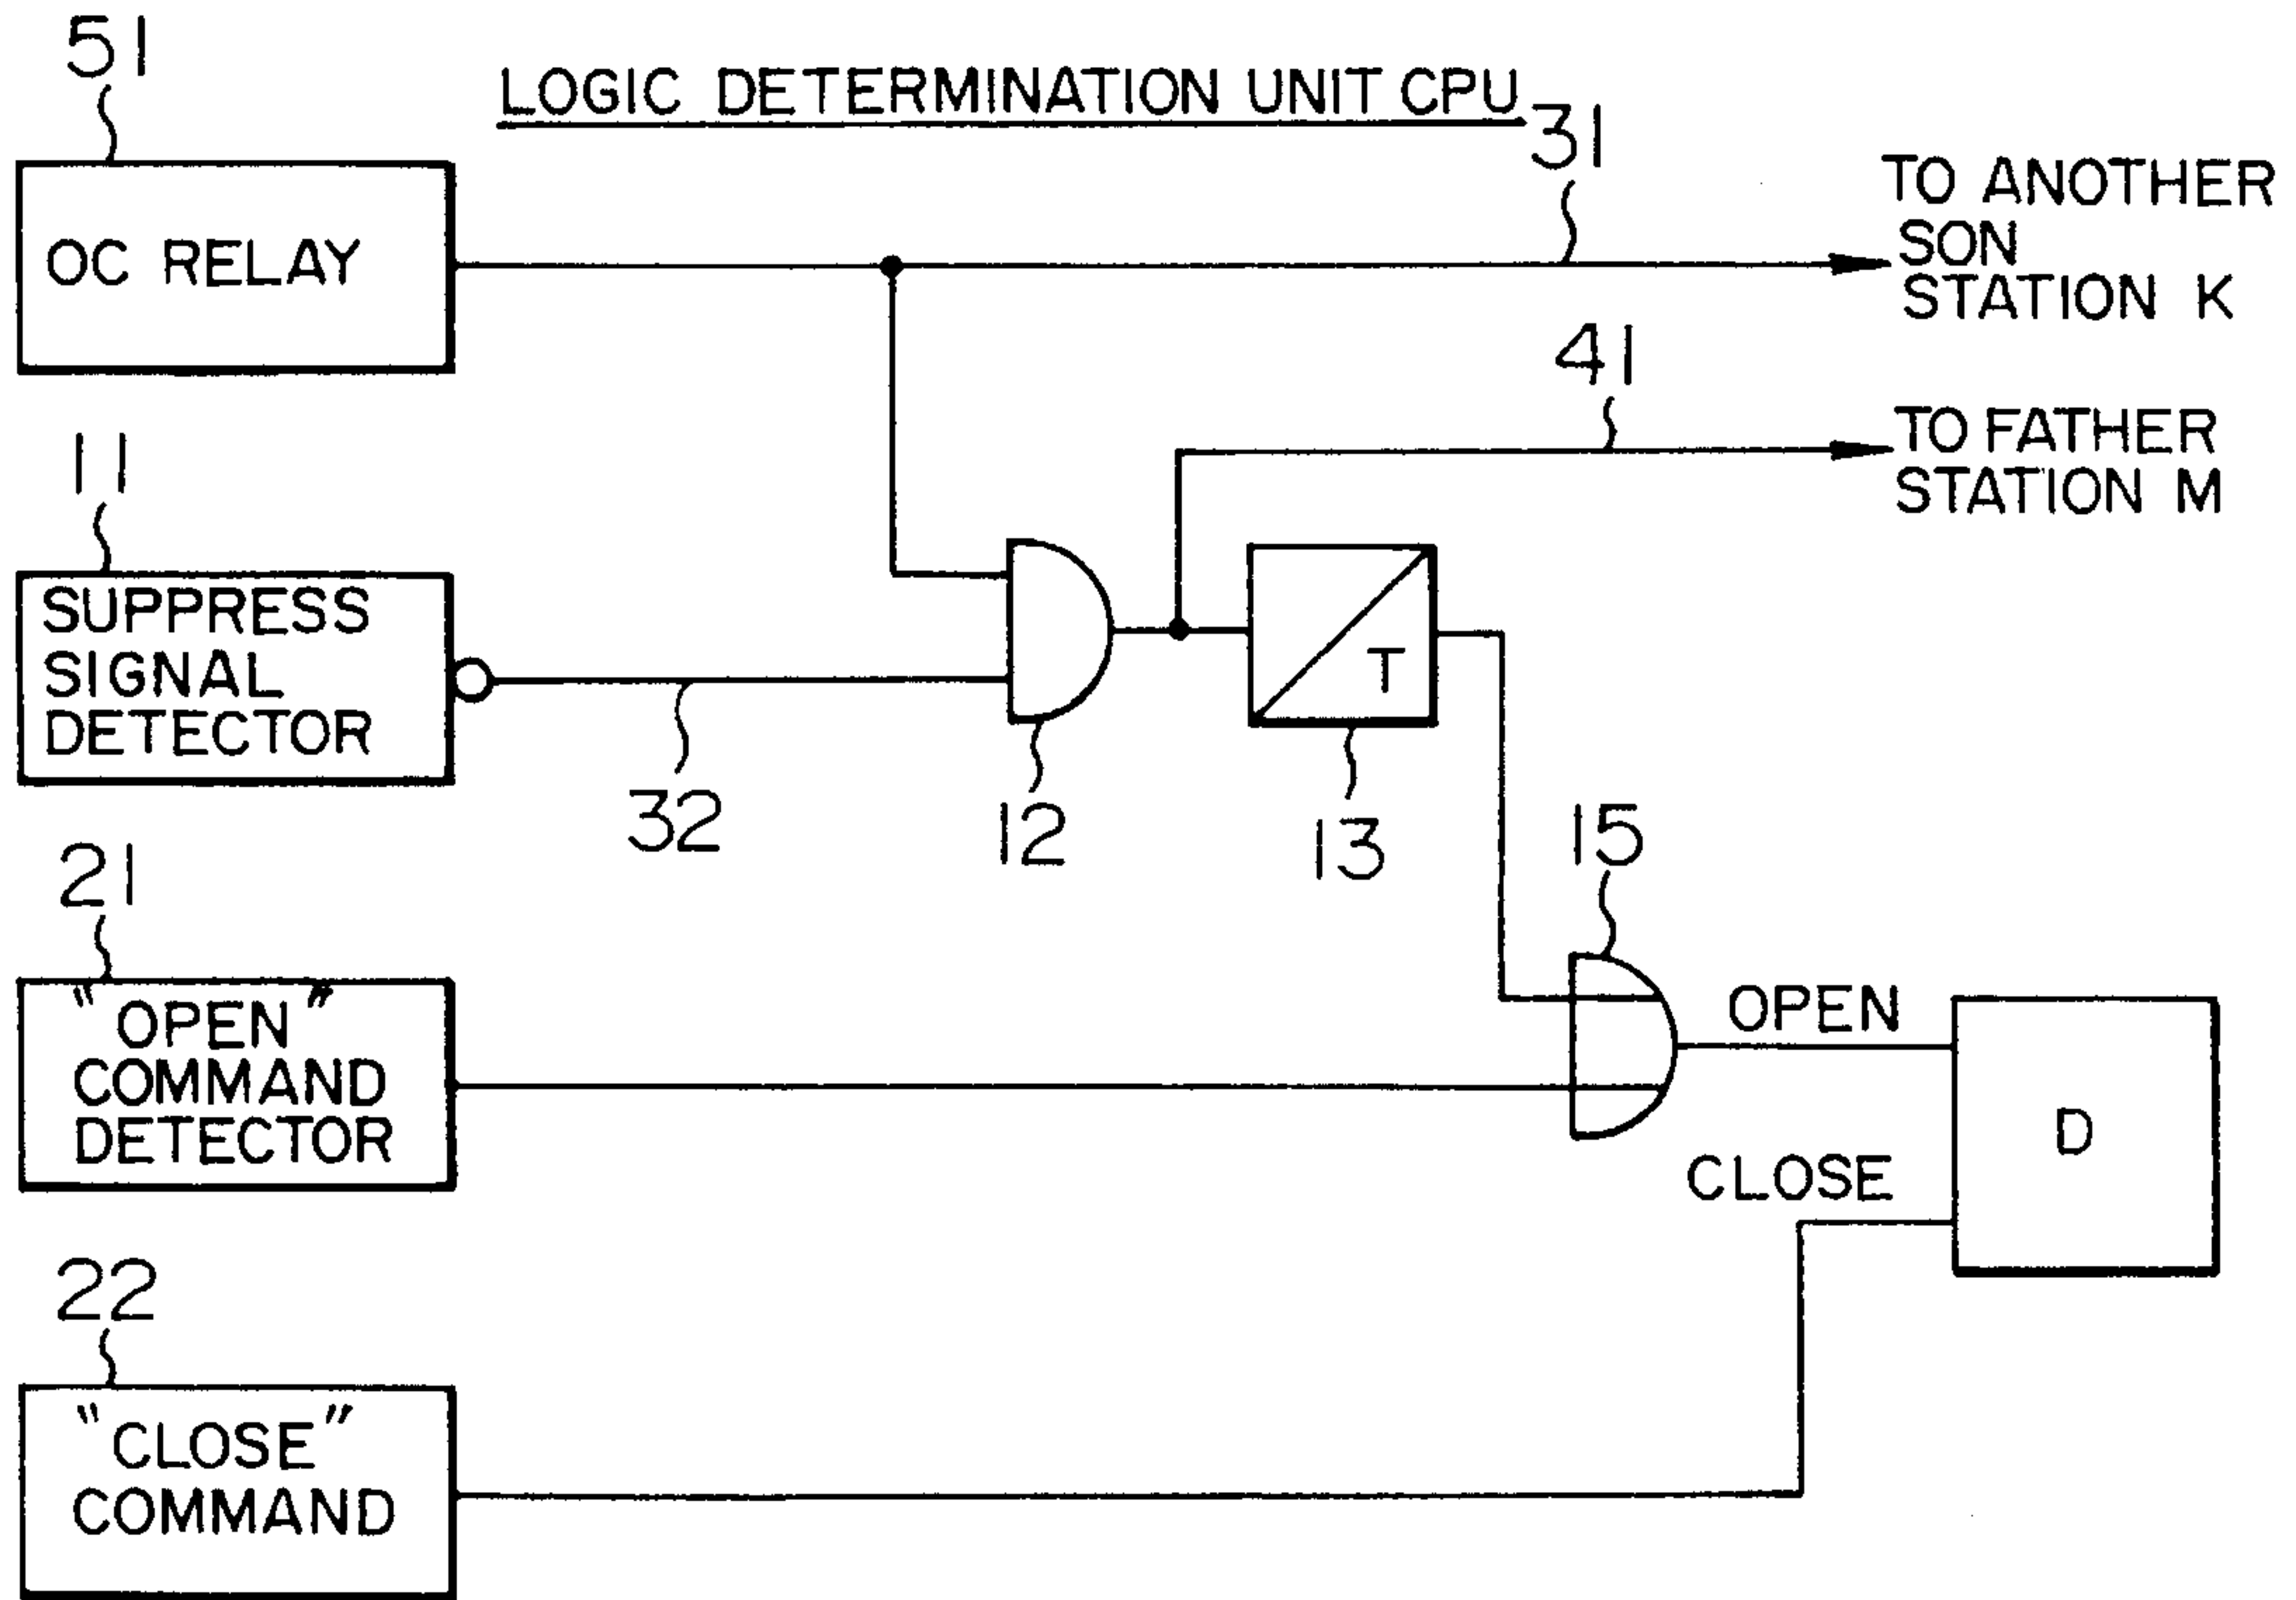 51
LOGIC DETERMINATION UNIT CPU
31
OC RELAY
TO ANOTHER
SON
STATION K
41
TO FATHER
STATION M
11
SUPPRESS
SIGNAL
DETECTOR
T
32
12
13
15
21
"OPEN"
COMMAND
DETECTOR
OPEN
D
CLOSE
22
"CLOSE"
COMMAND